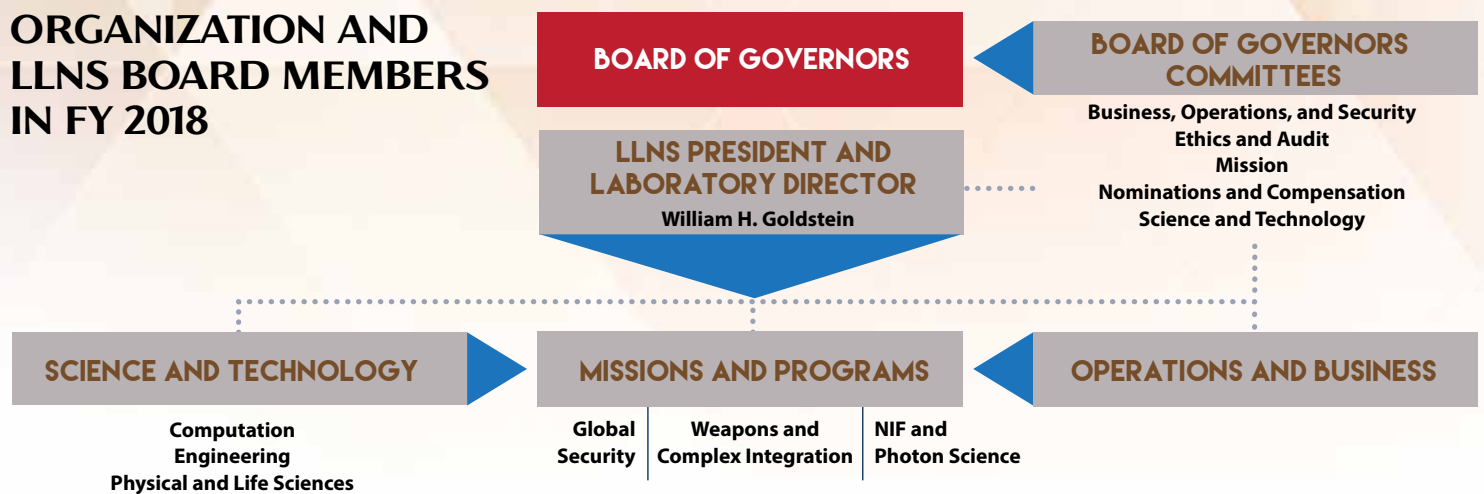 ORGANIZATION AND
LLNS BOARD MEMBERS
IN FY 2018
BOARD OF GOVERNORS
BOARD OF GOVERNORS
COMMITTEES
Business, Operations, and Security
Ethics and Audit
Mission
Nominations and Compensation
Science and Technology
LLNS PRESIDENT AND
LABORATORY DIRECTOR
William H. Goldstein
SCIENCE AND TECHNOLOGY
Computation
Engineering
Physical and Life Sciences
MISSIONS AND PROGRAMS
Global
Security
Weapons and
Complex Integration
NIF and
Photon Science
OPERATIONS AND BUSINESS